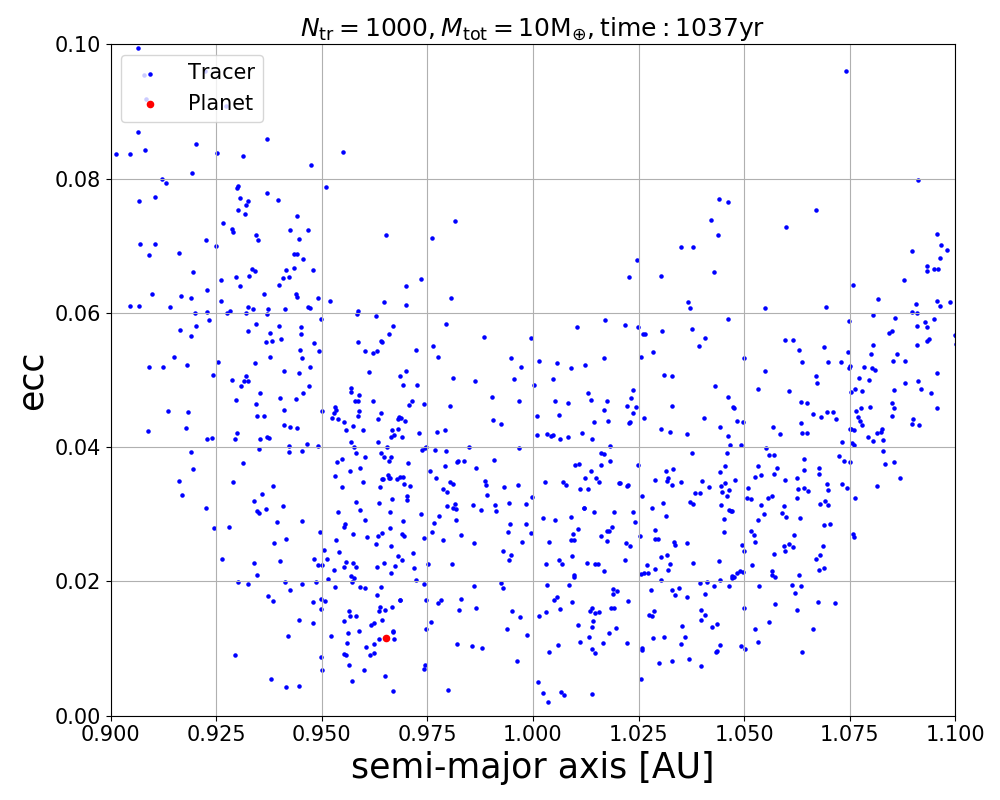 N_tr = 1000, M_tot = 10M_⊕, time : 1037yr
0.10
0.08
0.06
0.04
0.02
0.00
ecc
Tracer
Planet
0.900 0.925 0.950 0.975 1.000 1.025 1.050 1.075 1.100
semi-major axis [AU]